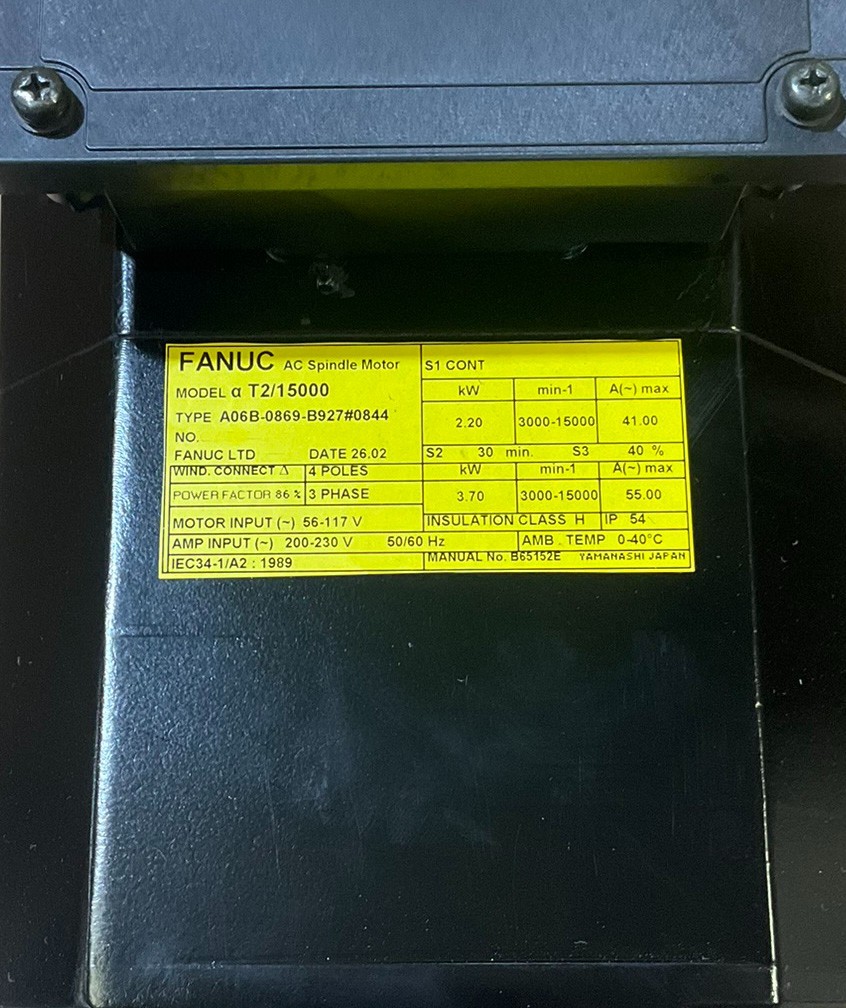 FANUC AC Spindle Motor
MODEL α T2/15000
TYPE A06B-0869-B927#0844
NO.
FANUC LTD DATE 26.02
WIND. CONNECT Δ 4 POLES
POWER FACTOR 86 % 3 PHASE
MOTOR INPUT (~) 56-117 V
AMP INPUT (~) 200-230 V 50/60 Hz
IEC34-1/A2 : 1989
S1 CONT
kW min-1 A(~) max
2.20 3000-15000 41.00
S2 30 min. S3 40 %
kW min-1 A(~) max
3.70 3000-15000 55.00
INSULATION CLASS H IP 54
AMB . TEMP 0-40°C
MANUAL No. B65152E YAMANASHI JAPAN